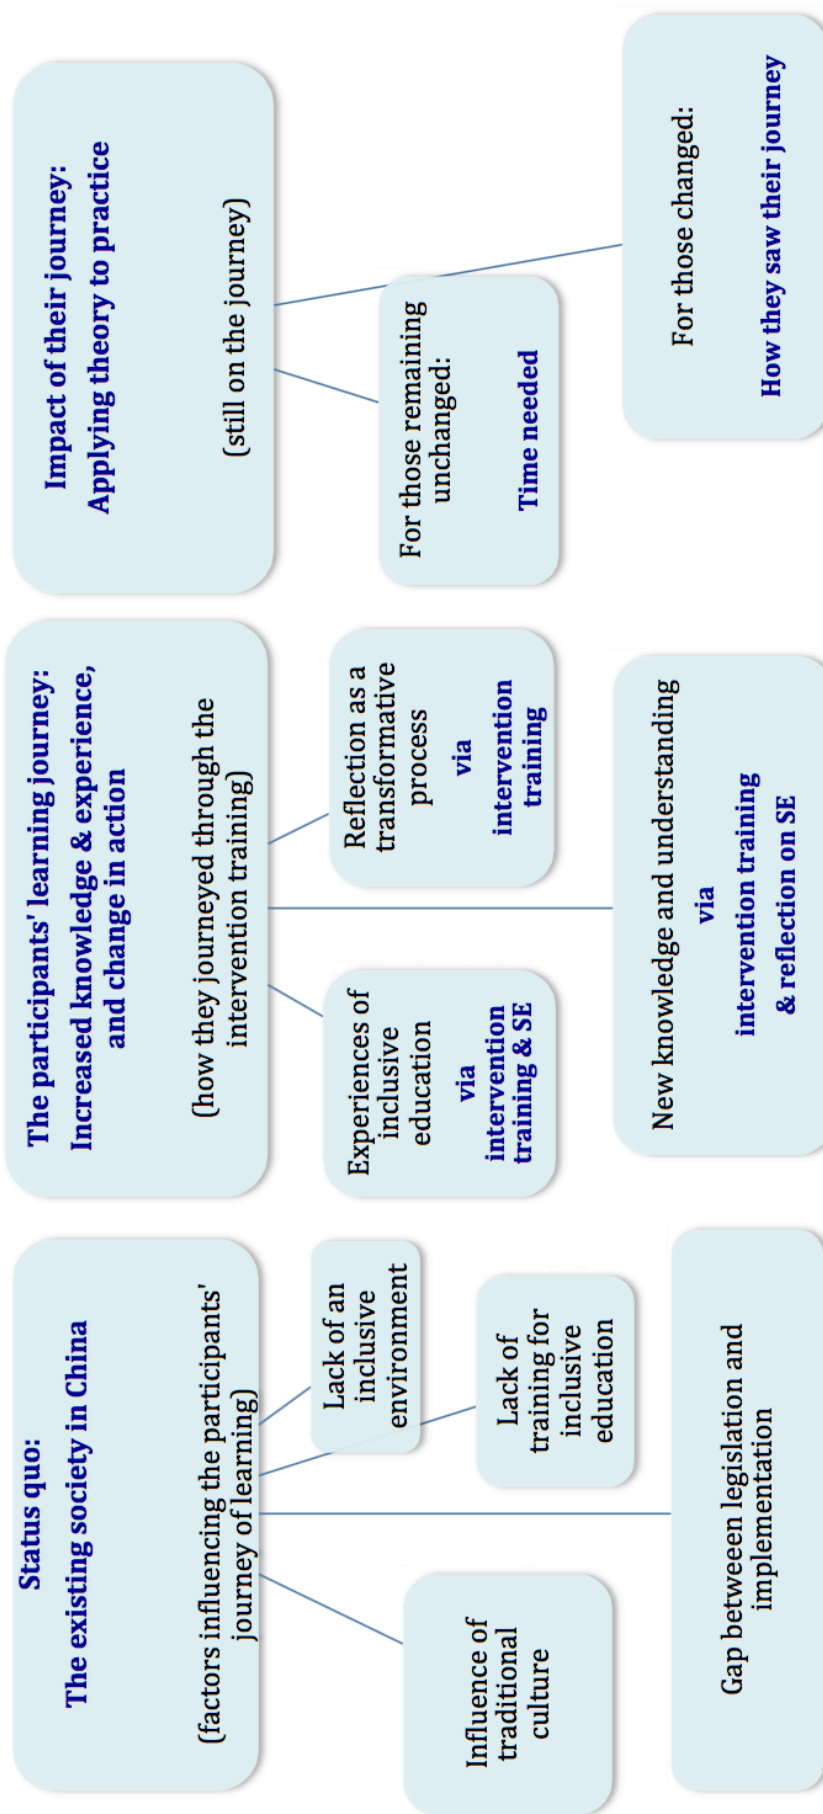 Status quo:
The existing society in China
(factors influencing the participants'
journey of learning)
Influence of
traditional
culture
Gap betweeen legislation and
implementation
Lack of
training for
inclusive
education
Lack of an
inclusive
environment
The participants' learning journey:
Increased knowledge & experience,
and change in action
(how they journeyed through the
intervention training)
Experiences of
inclusive
education
via
intervention
training & SE
New knowledge and understanding
via
intervention training
& reflection on SE
Reflection as a
transformative
process
via
intervention
training
Impact of their journey:
Applying theory to practice
(still on the journey)
For those remaining
unchanged:
Time needed
For those changed:
How they saw their journey